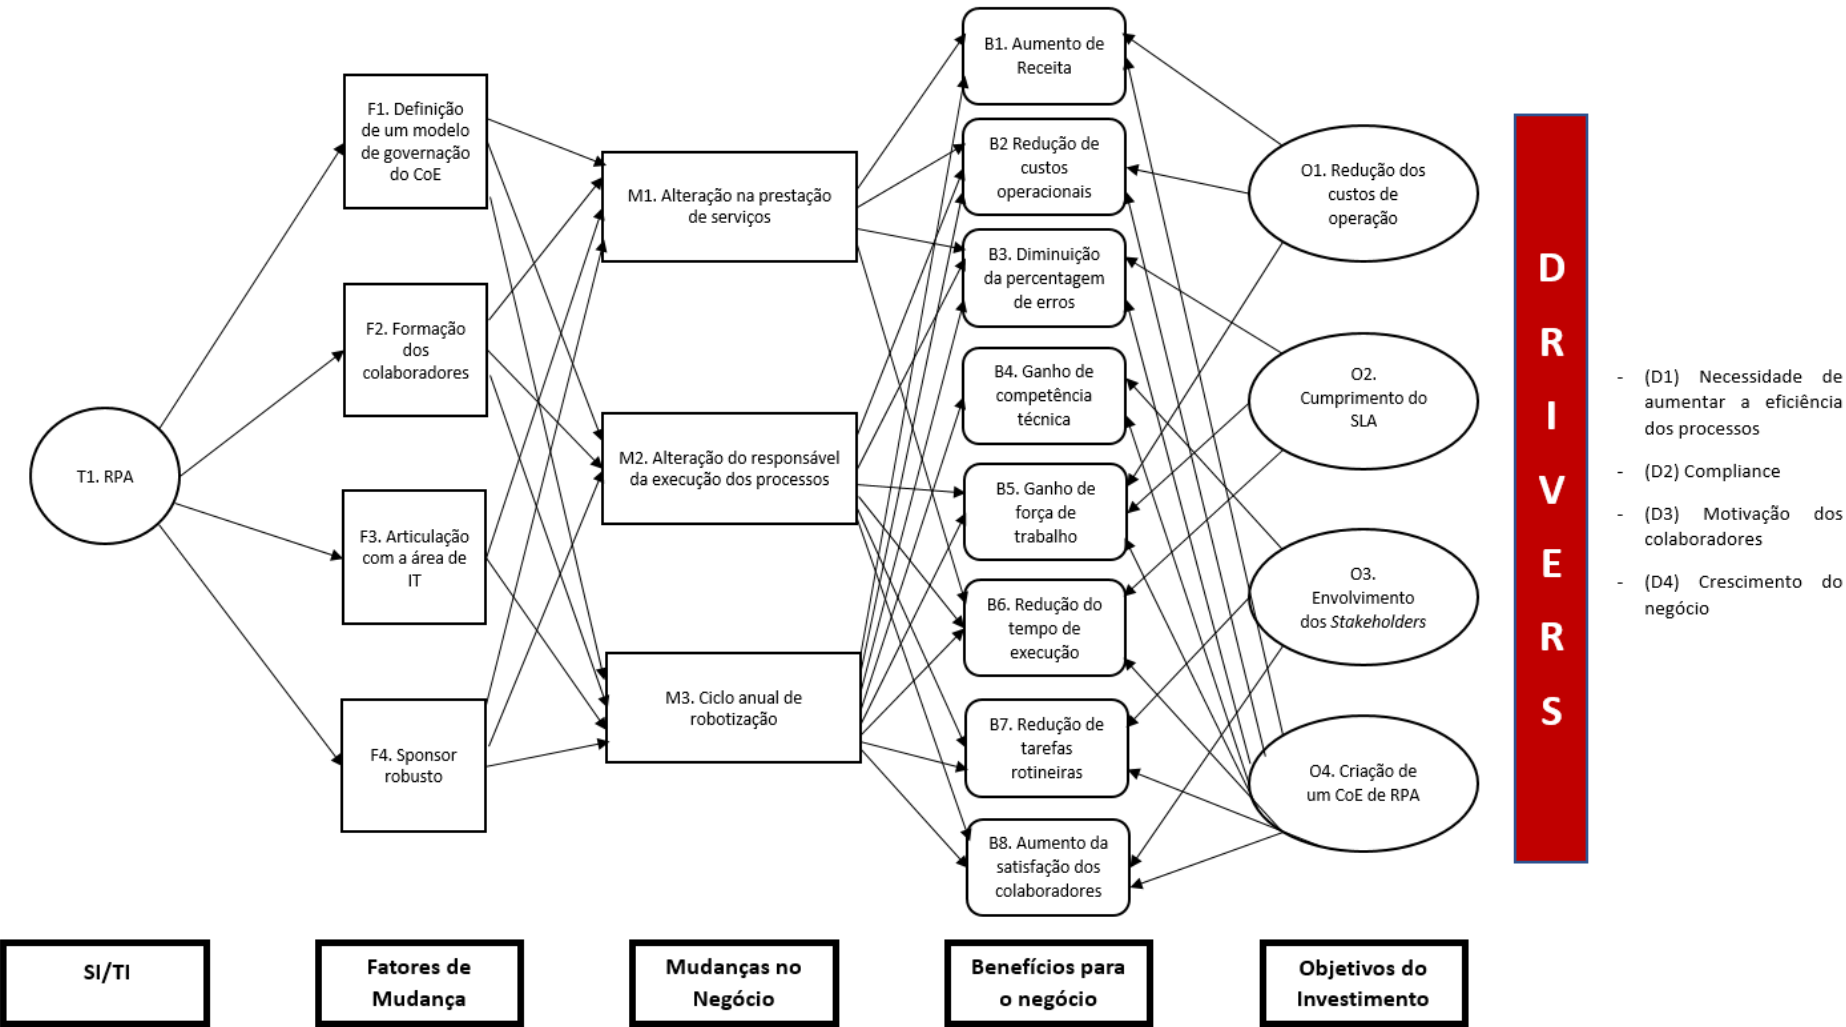 T1. RPA
F1. Definição
de um modelo
de governação
do CoE
F2. Formação
dos
colaboradores
F3. Articulação
com a área de
IT
F4. Sponsor
robusto
M1. Alteração na prestação
de serviços
M2. Alteração do responsável
da execução dos processos
M3. Ciclo anual de
robotização
B1. Aumento de
Receita
B2 Redução de
custos
operacionais
B3. Diminuição
da percentagem
de erros
B4. Ganho de
competência
técnica
B5. Ganho de
força de
trabalho
B6. Redução do
tempo de
execução
B7. Redução de
tarefas
rotineiras
B8. Aumento da
satisfação dos
colaboradores
O1. Redução dos
custos de
operação
O2.
Cumprimento do
SLA
O3.
Envolvimento
dos Stakeholders
O4. Criação de
um CoE de RPA
D
R
I
V
E
R
S
- (D1) Necessidade de
aumentar a eficiência
dos processos
- (D2) Compliance
- (D3) Motivação dos
colaboradores
- (D4) Crescimento do
negócio
SI/TI
Fatores de
Mudança
Mudanças no
Negócio
Benefícios para
o negócio
Objetivos do
Investimento